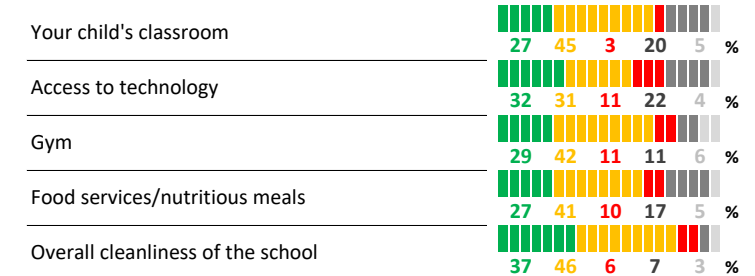 Your child's classroom
27 45 3 20 5 %
Access to technology
32 31 11 22 4 %
Gym
29 42 11 11 6 %
Food services/nutritious meals
27 41 10 17 5 %
Overall cleanliness of the school
37 46 6 7 3 %